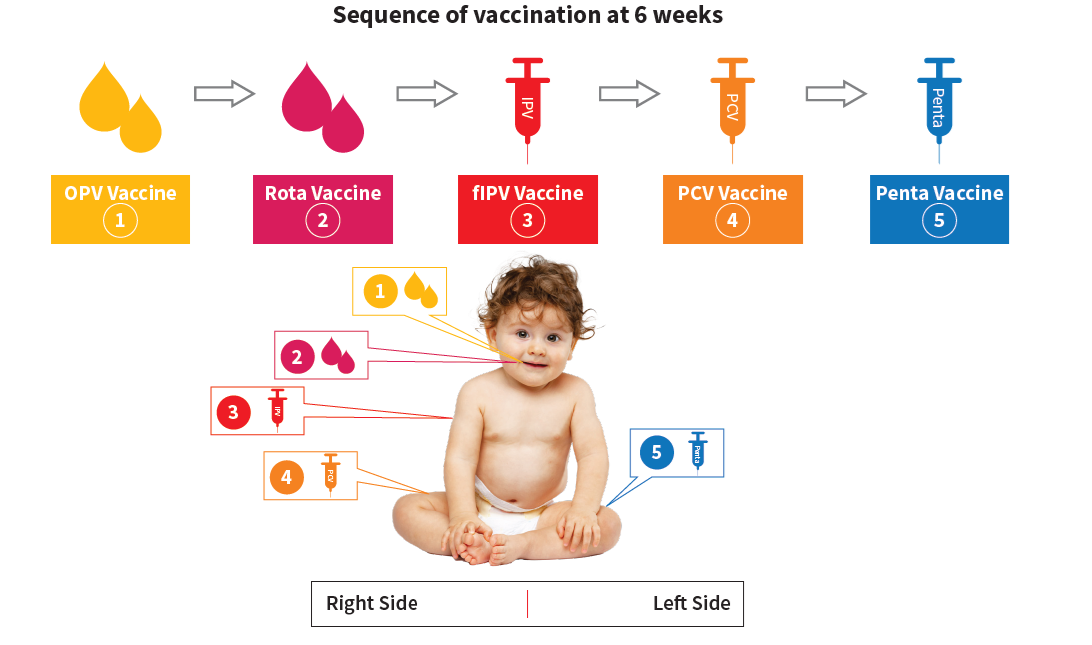 Sequence of vaccination at 6 weeks
IPV
PCV
Penta
OPV Vaccine
1
Rota Vaccine
2
fIPV Vaccine
3
PCV Vaccine
4
Penta Vaccine
5
1
2
3
IPV
4
PCV
5
Penta
Right Side
Left Side